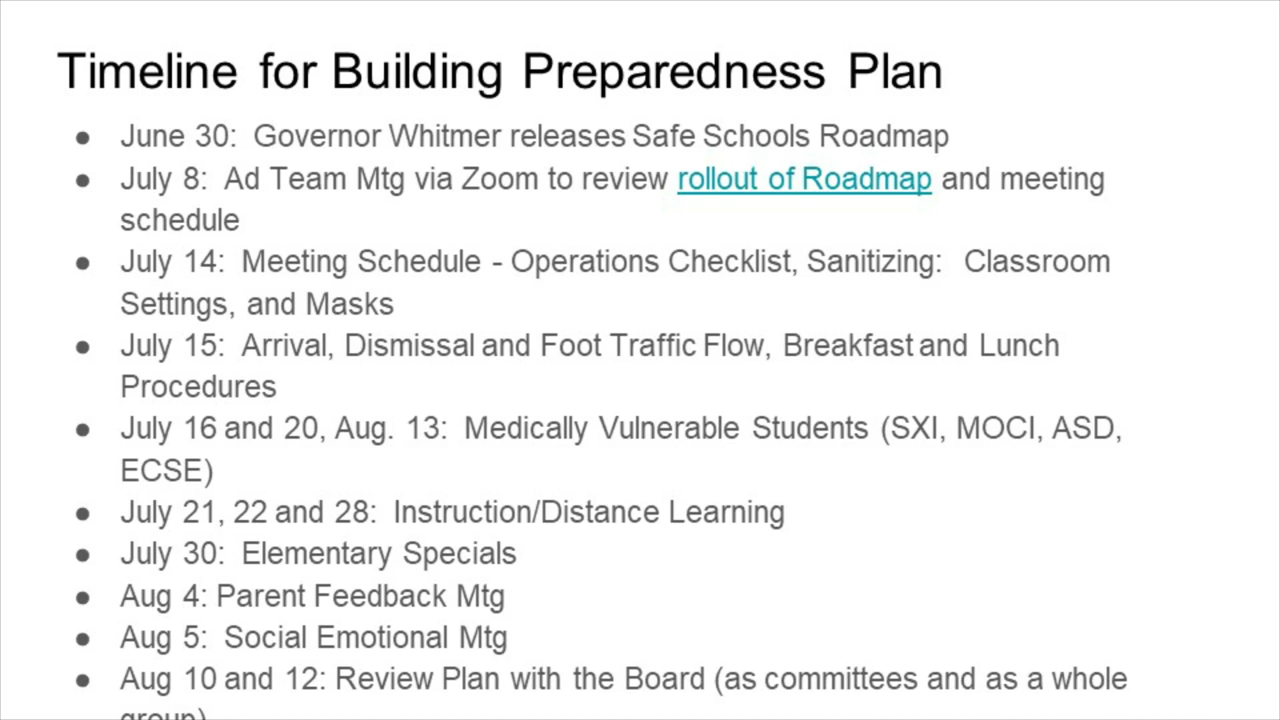 Timeline for Building Preparedness Plan
● June 30: Governor Whitmer releases Safe Schools Roadmap
● July 8: Ad Team Mtg via Zoom to review rollout of Roadmap and meeting
schedule
● July 14: Meeting Schedule - Operations Checklist, Sanitizing: Classroom
Settings, and Masks
● July 15: Arrival, Dismissal and Foot Traffic Flow, Breakfast and Lunch
Procedures
● July 16 and 20, Aug. 13: Medically Vulnerable Students (SXI, MOCI, ASD,
ECSE)
● July 21, 22 and 28: Instruction/Distance Learning
● July 30: Elementary Specials
● Aug 4: Parent Feedback Mtg
● Aug 5: Social Emotional Mtg
● Aug 10 and 12: Review Plan with the Board (as committees and as a whole
group)